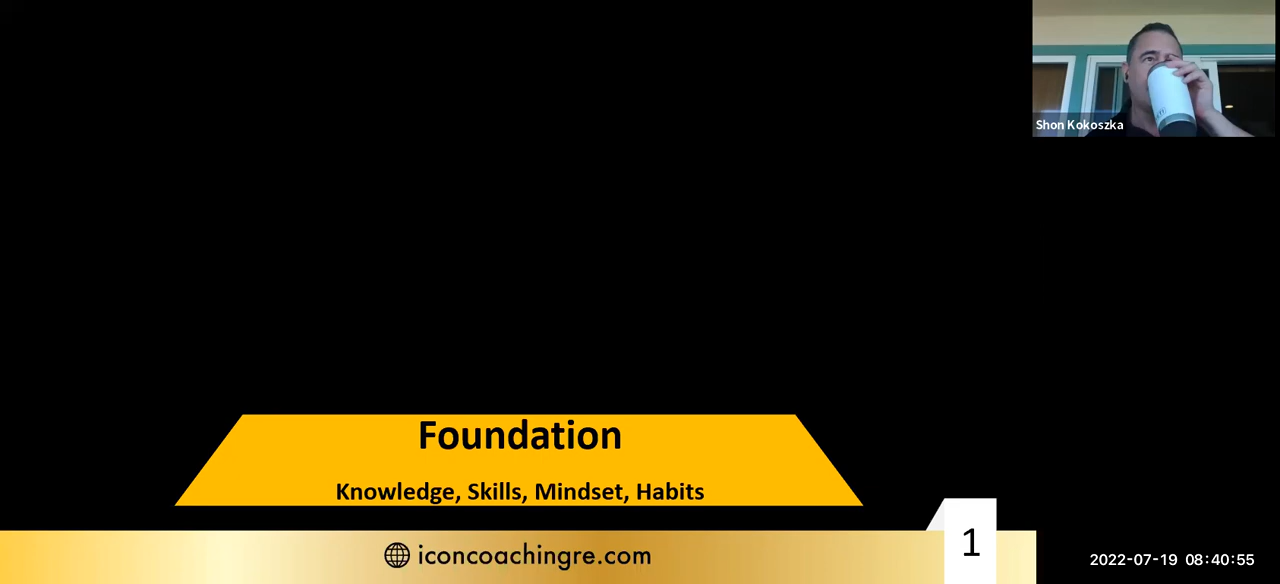 Shon Kokoszka
Foundation
Knowledge, Skills, Mindset, Habits
iconcoachingre.com
1
2022-07-19 08:40:55